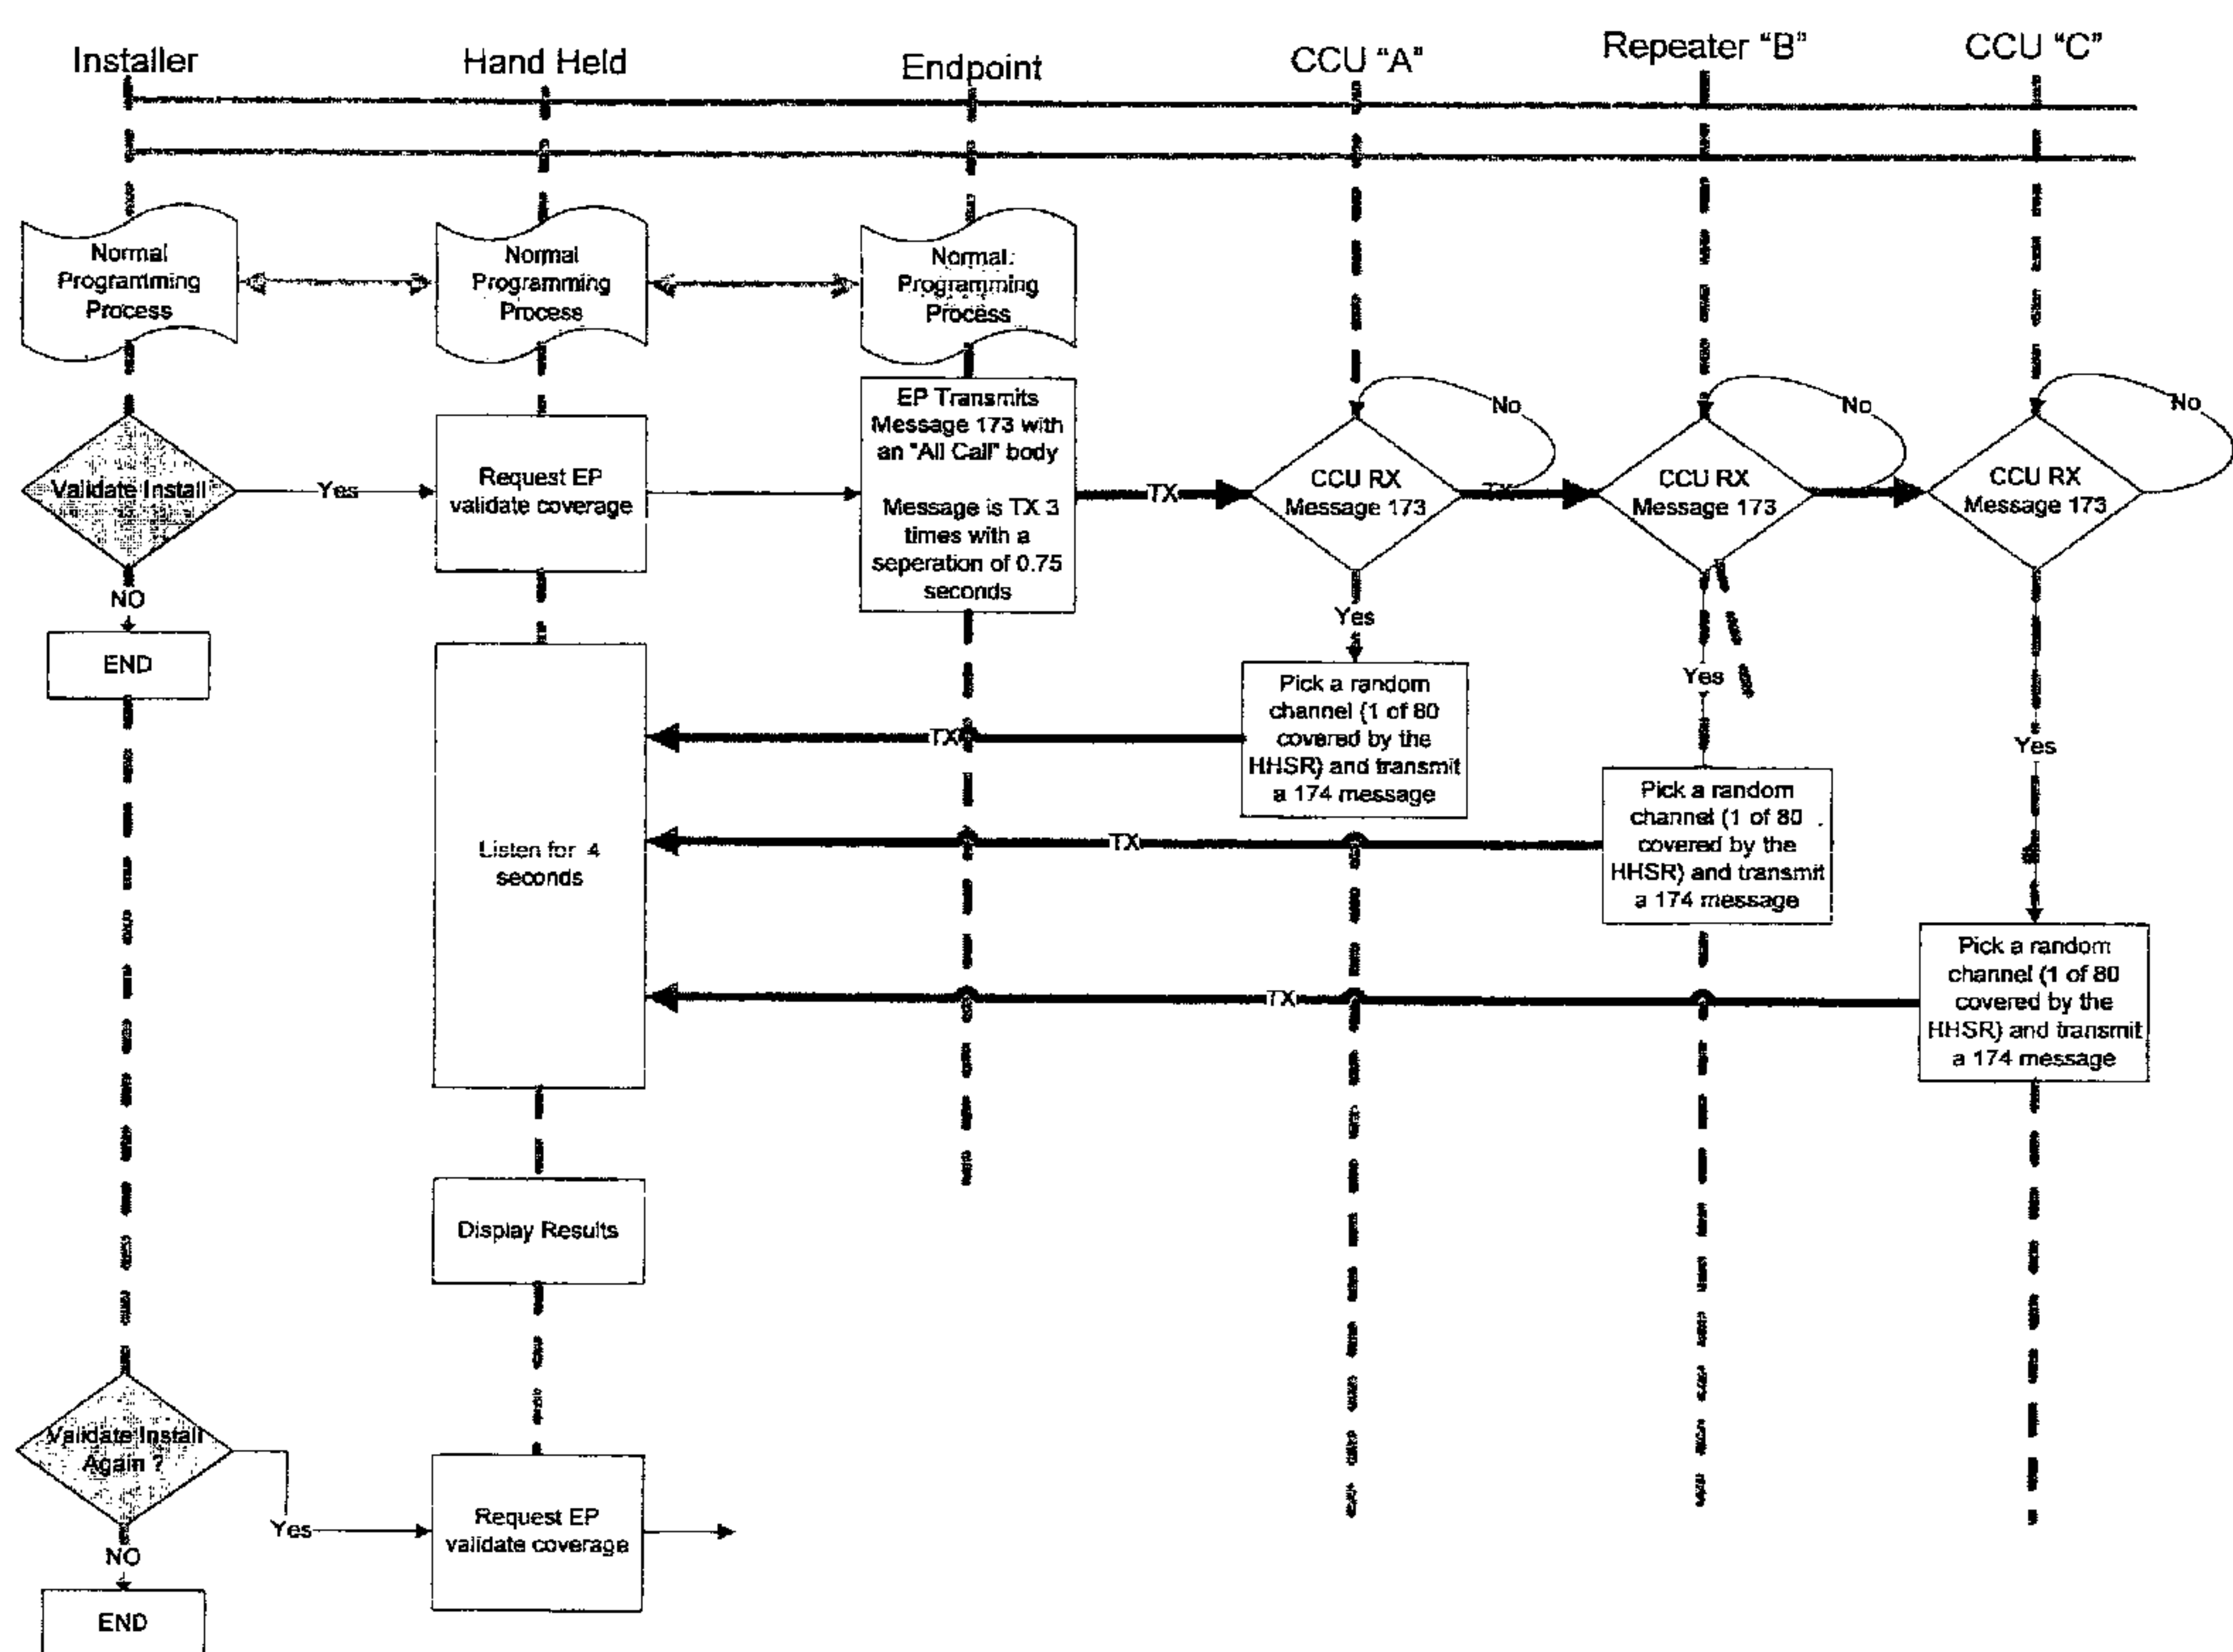 Installer
Hand Held
Endpoint
CCU "A"
Repeater "B"
CCU "C"
Normal
Programming
Process
Normal
Programming
Process
Normal
Programming
Process
Validate Install
Yes
NO
END
Request EP
validate coverage
EP Transmits
Message 173 with
an "All Call" body
Message is TX 3
times with a
seperation of 0.75
seconds
TX
CCU RX
Message 173
No
Yes
TX
CCU RX
Message 173
No
Yes
CCU RX
Message 173
No
Yes
Pick a random
channel (1 of 80
covered by the
HHSR) and transmit
a 174 message
Pick a random
channel (1 of 80
covered by the
HHSR) and transmit
a 174 message
Pick a random
channel (1 of 80
covered by the
HHSR) and transmit
a 174 message
TX
TX
TX
Listen for 4
seconds
Display Results
Validate Install
Again ?
Yes
NO
END
Request EP
validate coverage